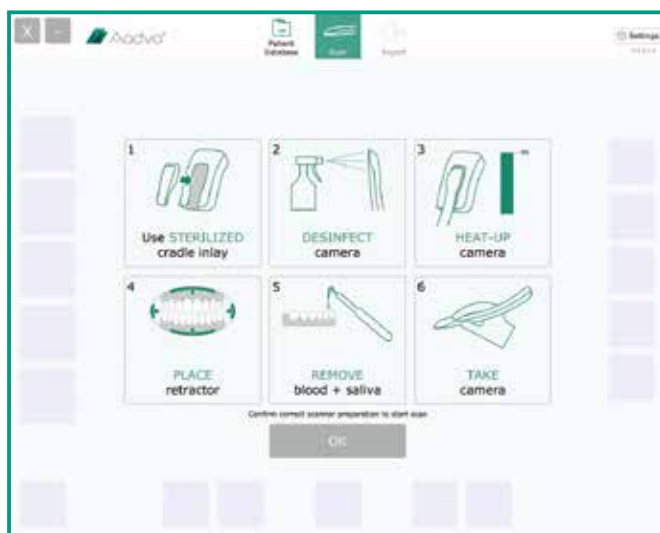 X –
Aadva
Patient
Database
Scan
Export
Settings
1
Use STERILIZED
cradle inlay
2
DESINFECT
camera
3
HEAT-UP
camera
4
PLACE
retractor
5
REMOVE
blood + saliva
6
TAKE
camera
Confirm correct scanner preparation to start scan
OK